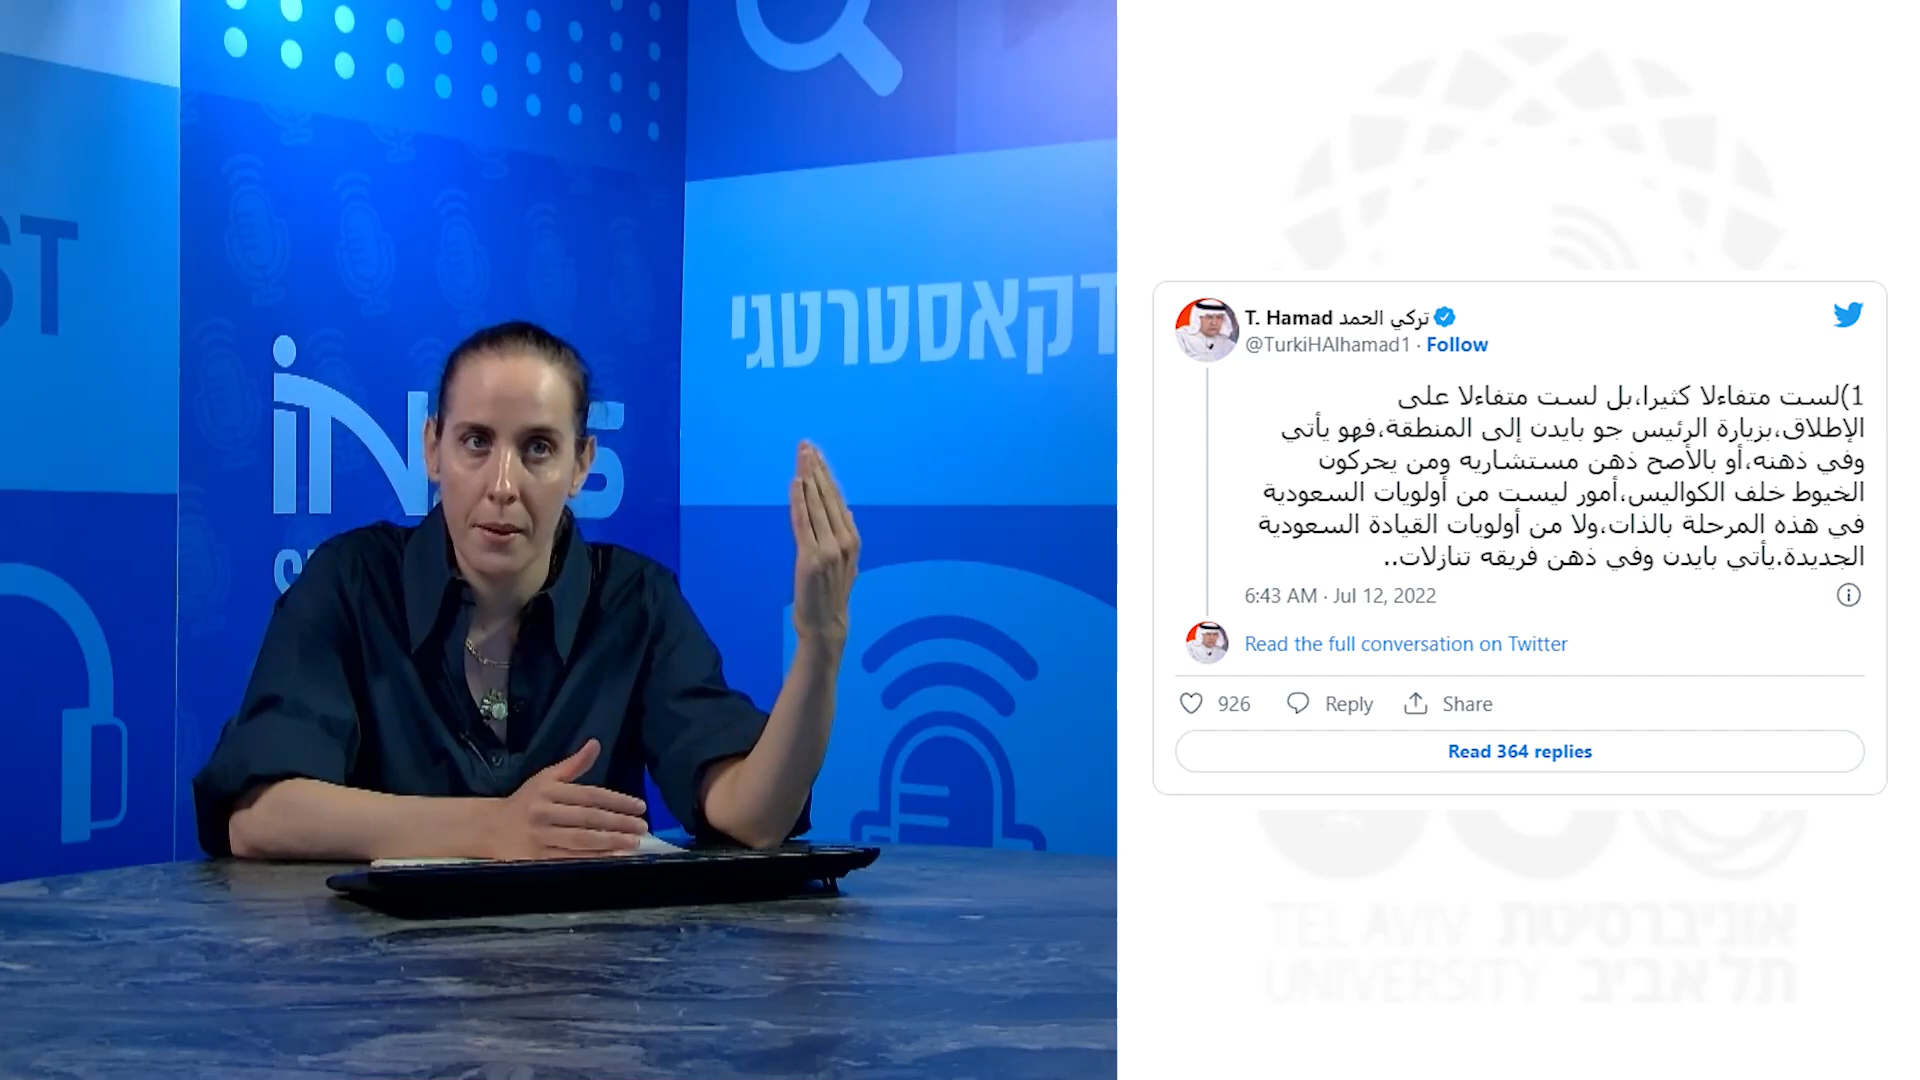 ST
iNSS
דקאסטרטגי
T. Hamad تركي الحمد
@TurkiHAlhamad1 · Follow
1)لست متفاءلا كثيرا،بل لست متفاءلا على
الإطلاق،بزيارة الرئيس جو بايدن إلى المنطقة،فهو يأتي
وفي ذهنه،أو بالأصح ذهن مستشاريه ومن يحركون
الخيوط خلف الكواليس،أمور ليست من أولويات السعودية
في هذه المرحلة بالذات،ولا من أولويات القيادة السعودية
الجديدة.يأتي بايدن وفي ذهن فريقه تنازلات..
6:43 AM · Jul 12, 2022
Read the full conversation on Twitter
926 Reply Share
Read 364 replies
TEL AVIV אוניברסיטת
UNIVERSITY תל אביב